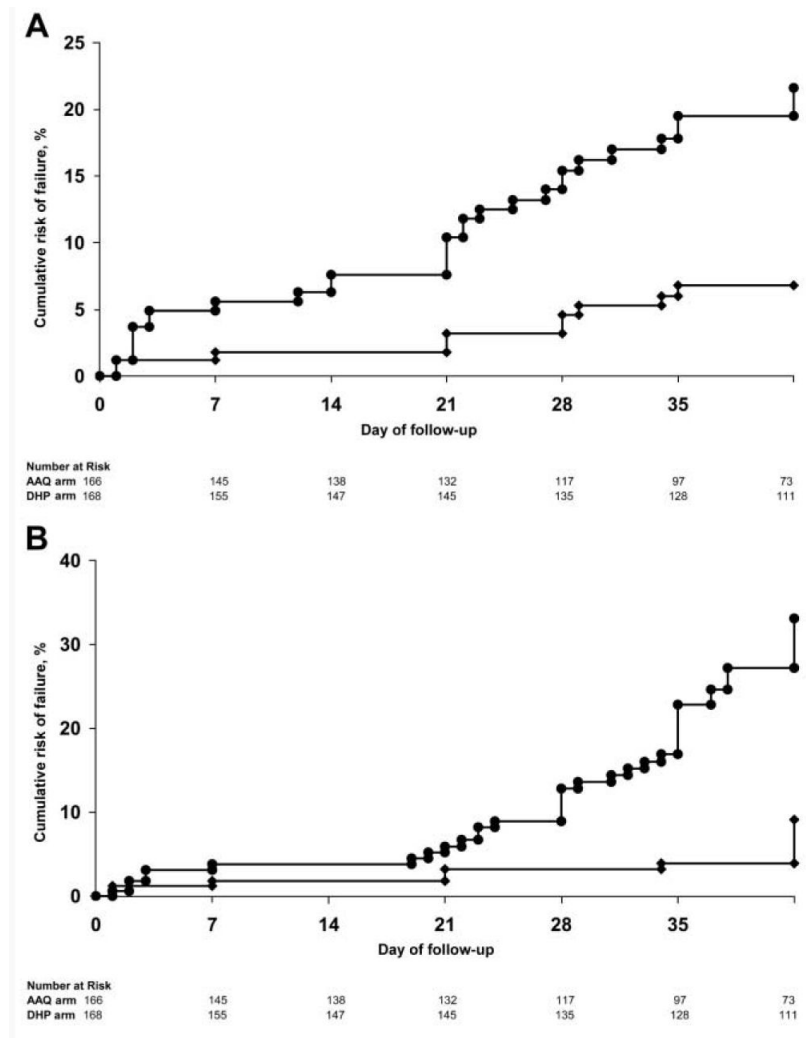 A
25
20
15
10
5
0
Cumulative risk of failure, %
0 7 14 21 28 35
Day of follow-up
Number at Risk
AAQ arm 166 145 138 132 117 97 73
DHP arm 168 155 147 145 135 128 111
B
40
30
20
10
0
Cumulative risk of failure, %
0 7 14 21 28 35
Day of follow-up
Number at Risk
AAQ arm 166 145 138 132 117 97 73
DHP arm 168 155 147 145 135 128 111